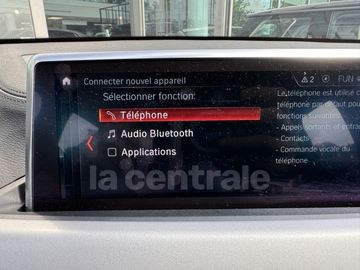 Connecter nouvel appareil
2 FUN
Sélectionner fonction:
Téléphone
Audio Bluetooth
Applications
Le téléphone est utilisé
téléphone par défaut pour
fonctions suivantes
- Appels sortants et
- Contacts
- Commande vocale du
téléphone.
la centrale